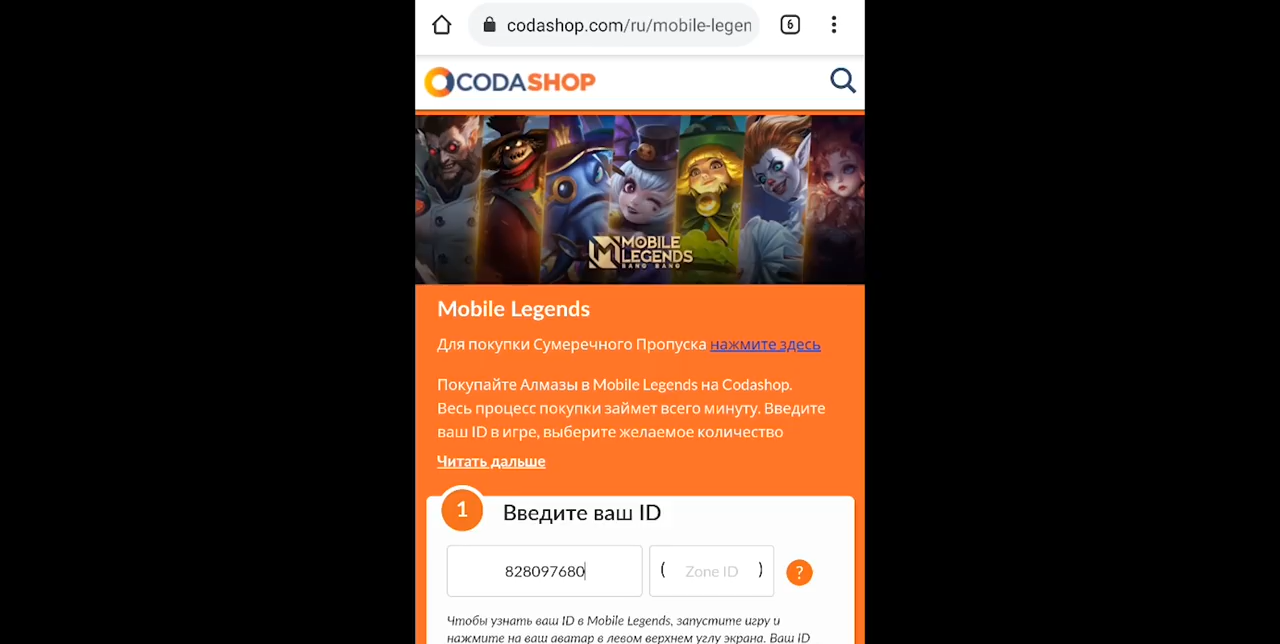 codashop.com/ru/mobile-legen
6
CODASHOP
MOBILE
LEGENDS
BANG BANG
Mobile Legends
Для покупки Сумеречного Пропуска нажмите здесь
Покупайте Алмазы в Mobile Legends на Codashop.
Весь процесс покупки займет всего минуту. Введите
ваш ID в игре, выберите желаемое количество
Читать дальше
1 Введите ваш ID
828097680 ( Zone ID ) ?
Чтобы узнать ваш ID в Mobile Legends, запустите игру и
нажмите на ваш аватар в левом верхнем углу экрана. Ваш ID